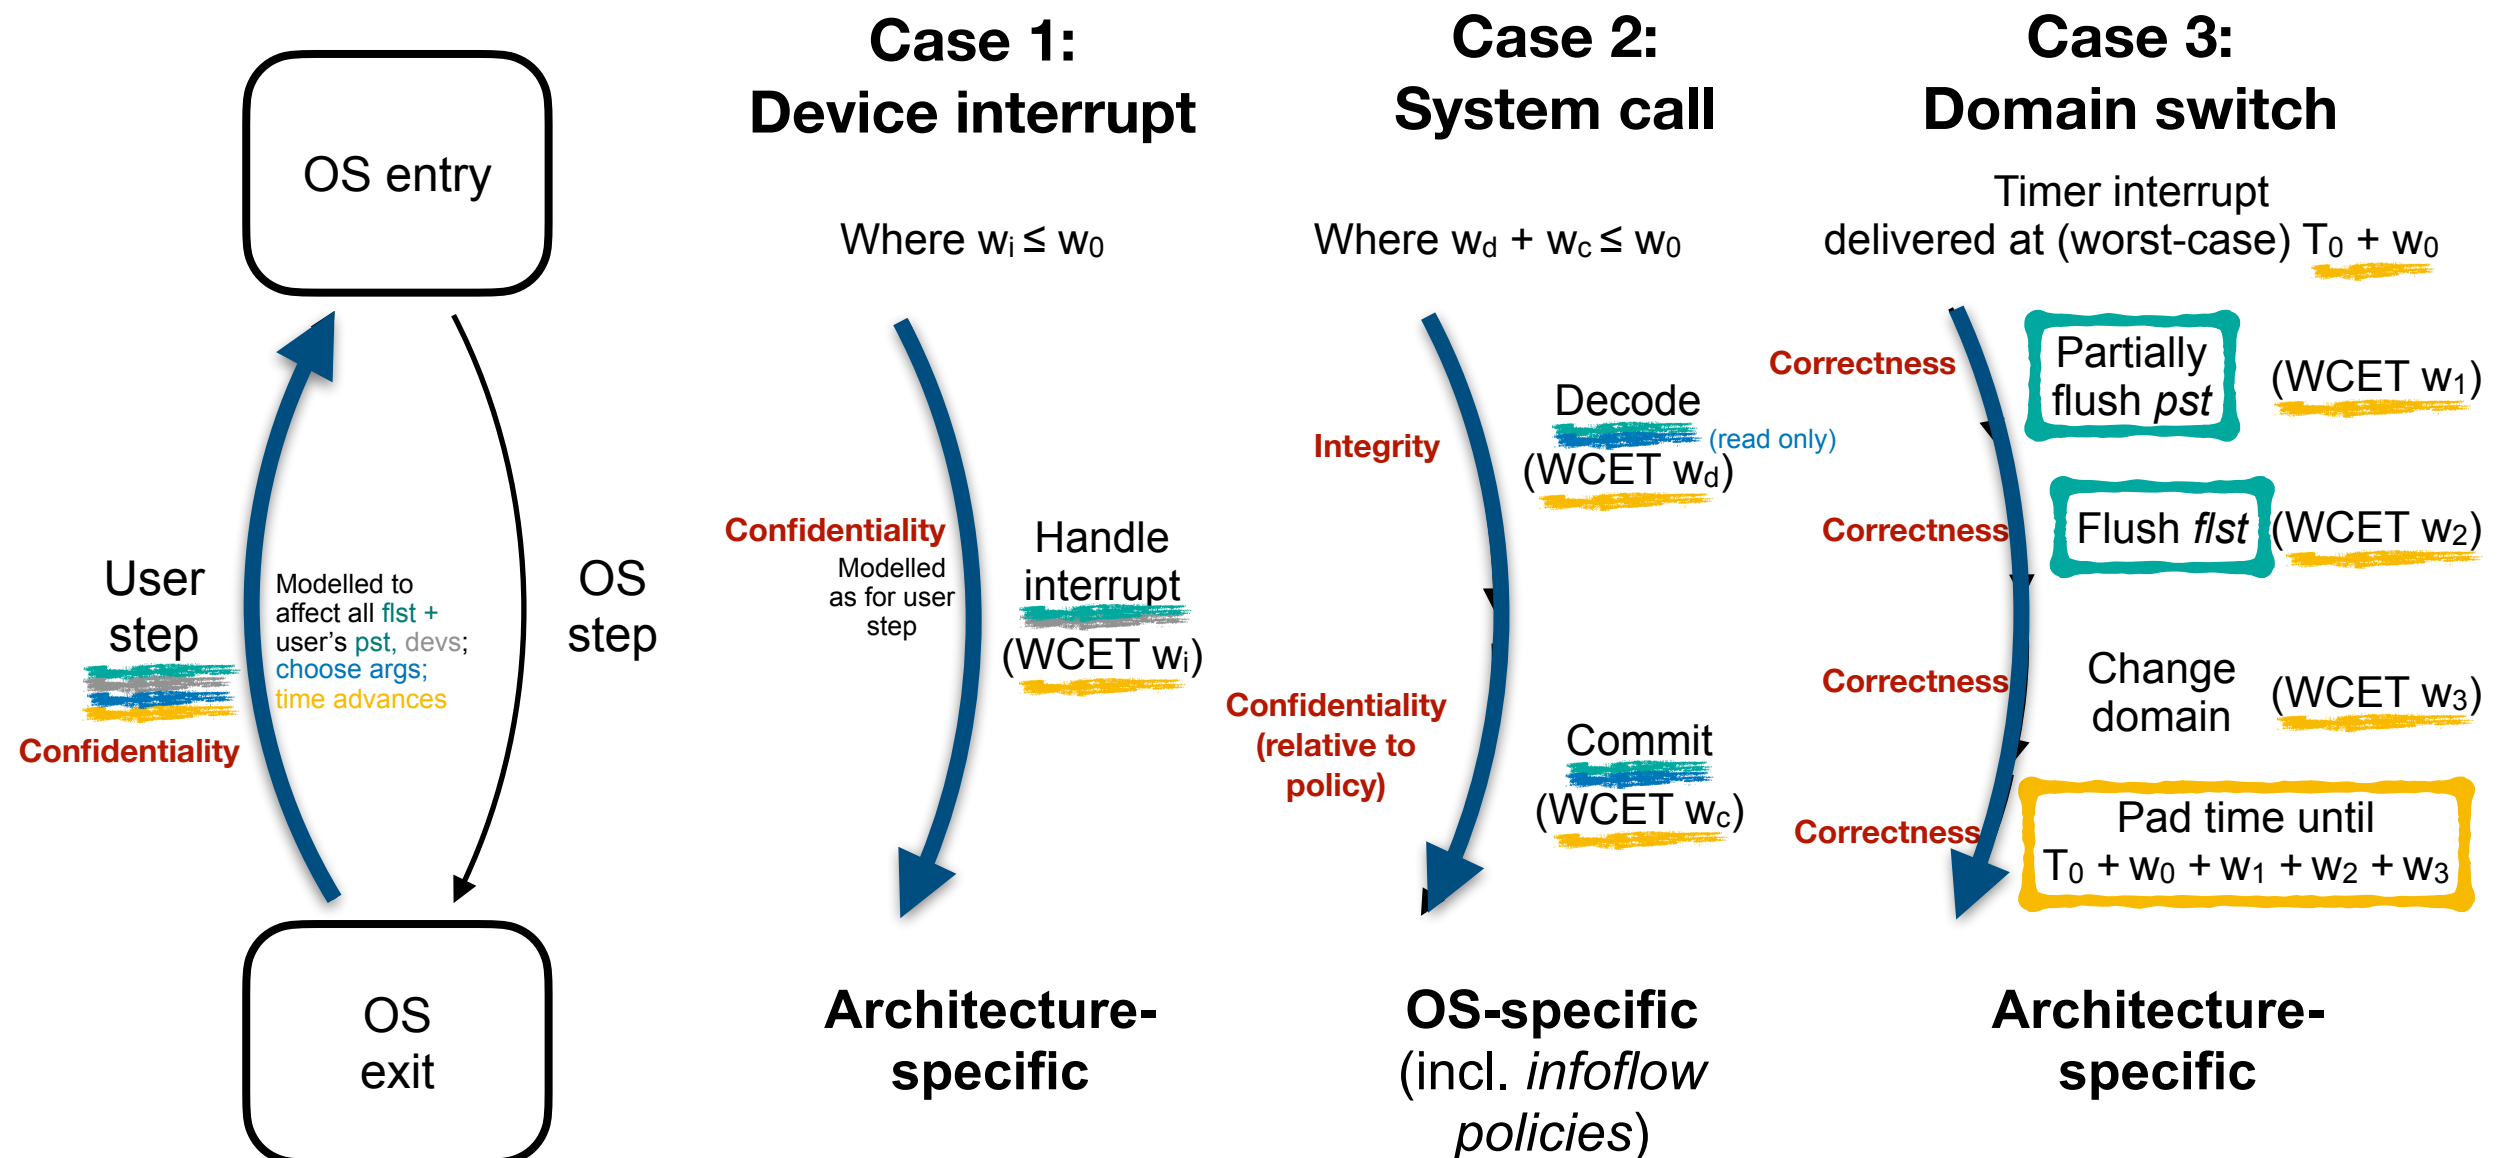 OS entry
User
step
Modelled to
affect all flst +
user's pst, devs;
choose args;
time advances
Confidentiality
OS
step
OS
exit
Case 1:
Device interrupt
Where wi ≤ w0
Confidentiality
Modelled
as for user
step
Handle
interrupt
(WCET wi)
Architecture-
specific
Case 2:
System call
Where wd + wc ≤ w0
Integrity
Decode
(read only)
(WCET wd)
Confidentiality
(relative to
policy)
Commit
(WCET wc)
OS-specific
(incl. infoflow
policies)
Case 3:
Domain switch
Timer interrupt
delivered at (worst-case) T0 + w0
Correctness
Partially
flush pst
(WCET w1)
Correctness
Flush flst
(WCET w2)
Correctness
Change
domain
(WCET w3)
Correctness
Pad time until
T0 + w0 + w1 + w2 + w3
Architecture-
specific